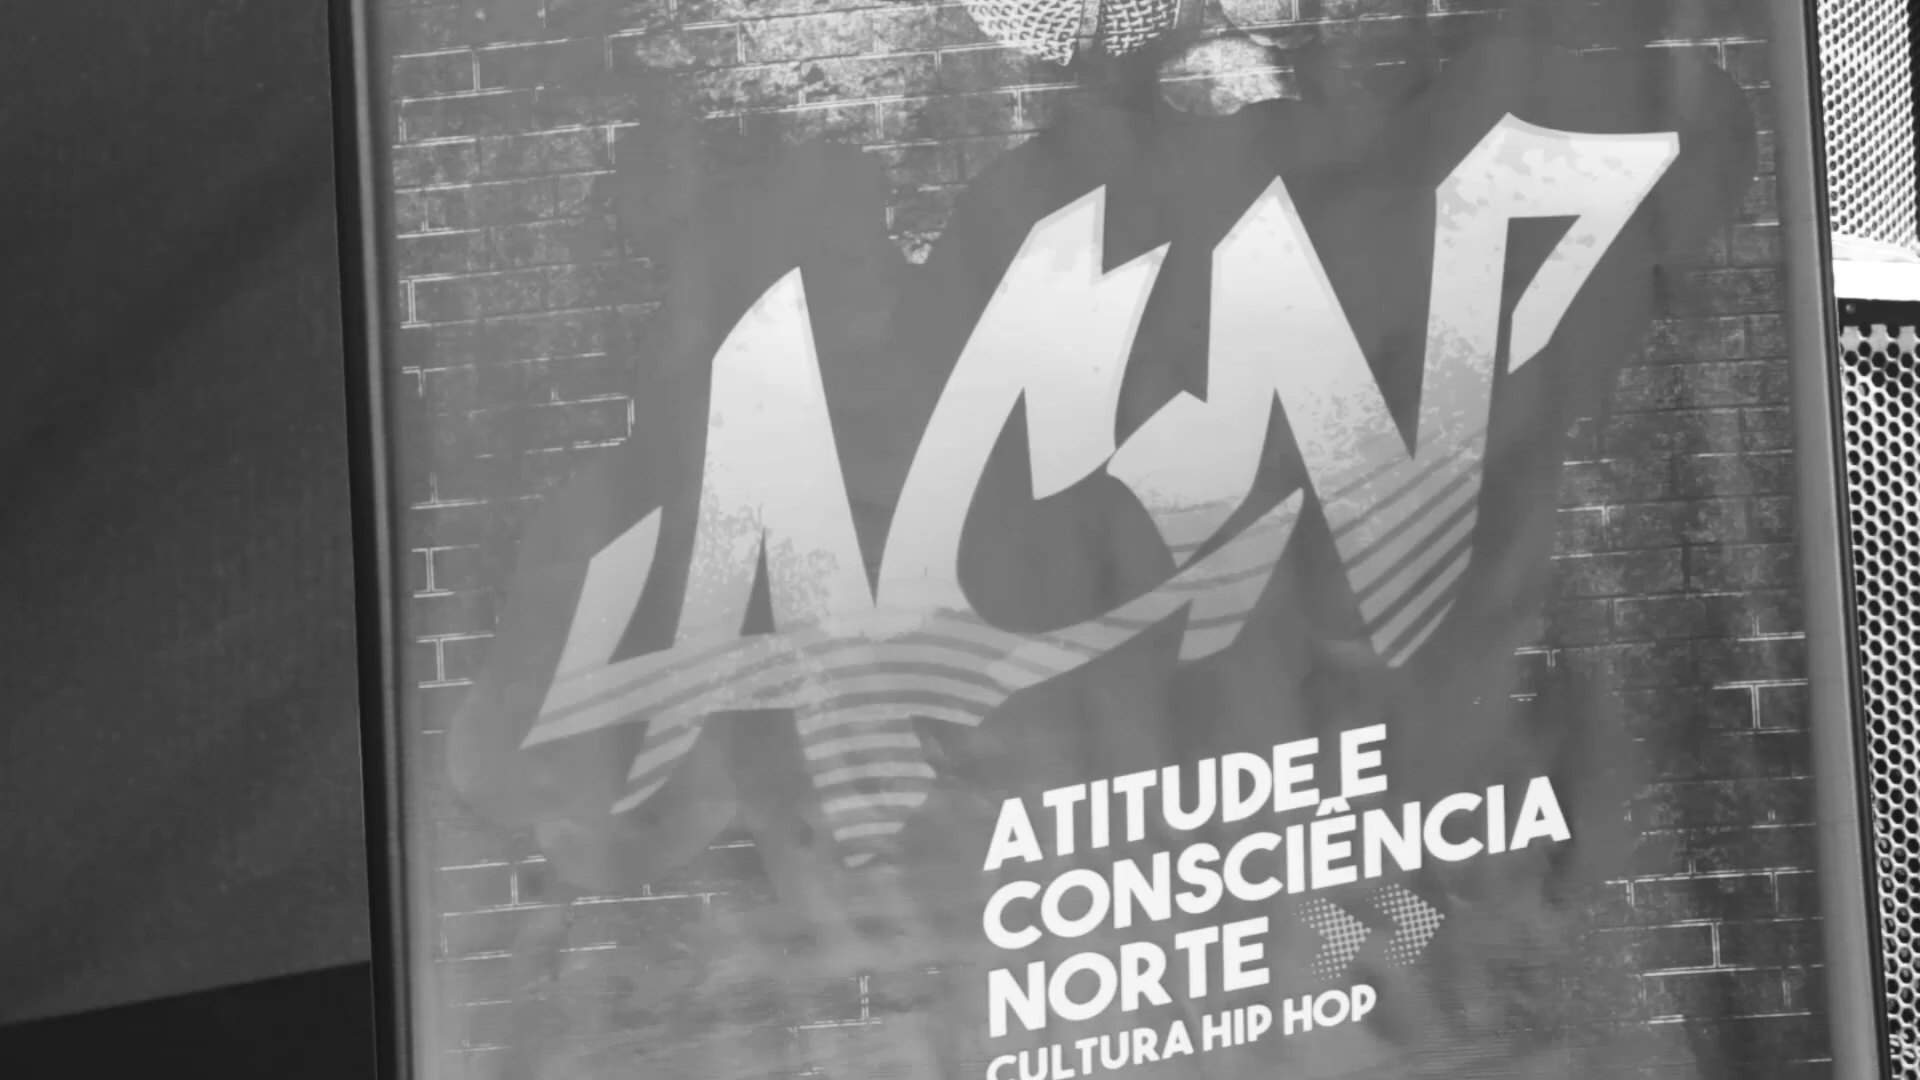 ACN
ATITUDE E
CONSCIÊNCIA
NORTE
CULTURA HIP HOP